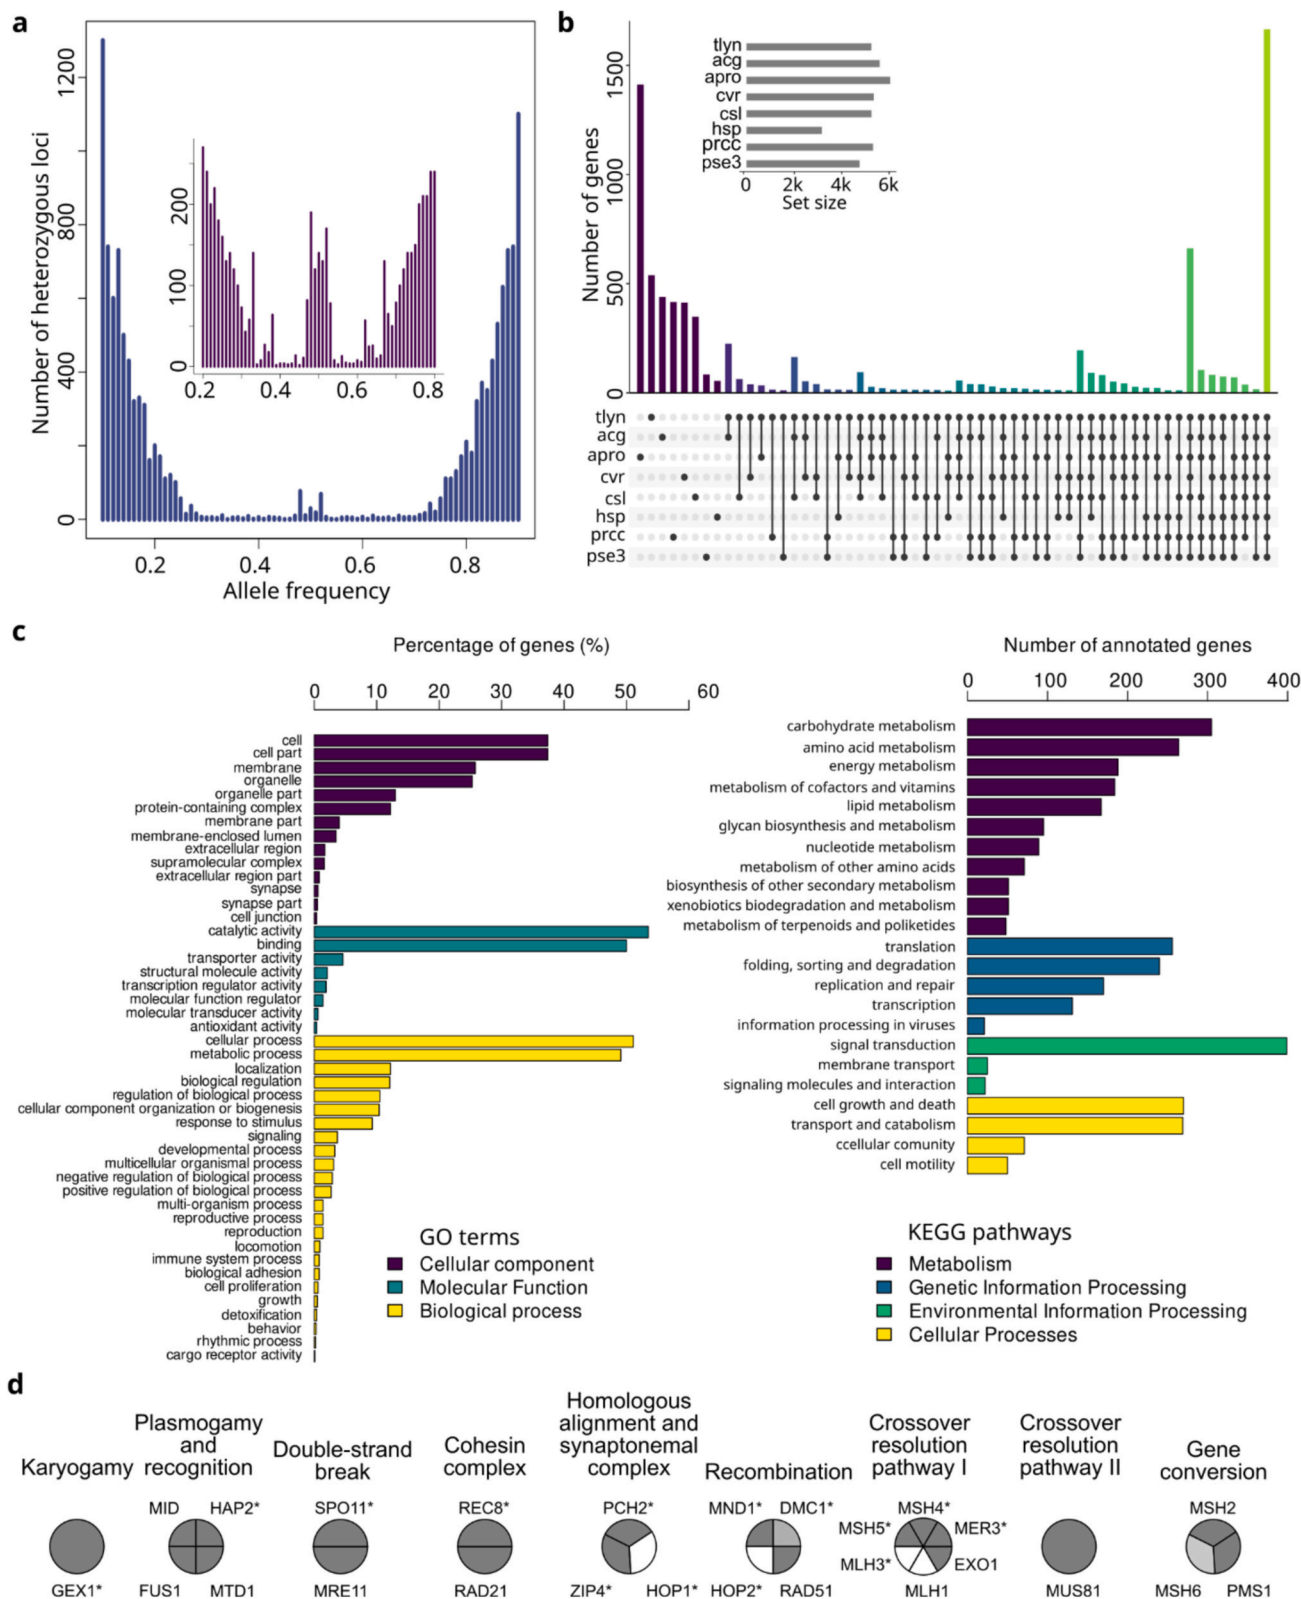 a
Number of heterozygous loci
0
400
800
1200
0.2
0.4
0.6
0.8
Allele frequency
0
100
200
0.2
0.4
0.6
0.8
b
Number of genes
0
500
1000
1500
tlyn
acg
apro
cvr
csl
hsp
prcc
pse3
0 2k 4k 6k
Set size
tlyn
acg
apro
cvr
csl
hsp
prcc
pse3
c
Percentage of genes (%)
0 10 20 30 40 50 60
cell
cell part
membrane
organelle
organelle part
protein-containing complex
membrane part
membrane-enclosed lumen
extracellular region
supramolecular complex
extracellular region part
synapse
synapse part
cell junction
catalytic activity
binding
transporter activity
structural molecule activity
transcription regulator activity
molecular function regulator
molecular transducer activity
antioxidant activity
cellular process
metabolic process
localization
biological regulation
regulation of biological process
cellular component organization or biogenesis
response to stimulus
signaling
developmental process
multicellular organismal process
negative regulation of biological process
positive regulation of biological process
multi-organism process
reproductive process
reproduction
locomotion
immune system process
biological adhesion
cell proliferation
growth
detoxification
behavior
rhythmic process
cargo receptor activity
GO terms
Cellular component
Molecular Function
Biological process
Number of annotated genes
0 100 200 300 400
carbohydrate metabolism
amino acid metabolism
energy metabolism
metabolism of cofactors and vitamins
lipid metabolism
glycan biosynthesis and metabolism
nucleotide metabolism
metabolism of other amino acids
biosynthesis of other secondary metabolism
xenobiotics biodegradation and metabolism
metabolism of terpenoids and poliketides
translation
folding, sorting and degradation
replication and repair
transcription
information processing in viruses
signal transduction
membrane transport
signaling molecules and interaction
cell growth and death
transport and catabolism
ccellular comunity
cell motility
KEGG pathways
Metabolism
Genetic Information Processing
Environmental Information Processing
Cellular Processes
d
Karyogamy
GEX1*
Plasmogamy
and
recognition
MID HAP2*
FUS1 MTD1
Double-strand
break
SPO11*
MRE11
Cohesin
complex
REC8*
RAD21
Homologous
alignment and
synaptonemal
complex
PCH2*
ZIP4* HOP1*
Recombination
MND1* DMC1*
HOP2* RAD51
Crossover
resolution
pathway I
MSH4*
MSH5* MER3*
MLH3* EXO1
MLH1
Crossover
resolution
pathway II
MUS81
Gene
conversion
MSH2
MSH6 PMS1